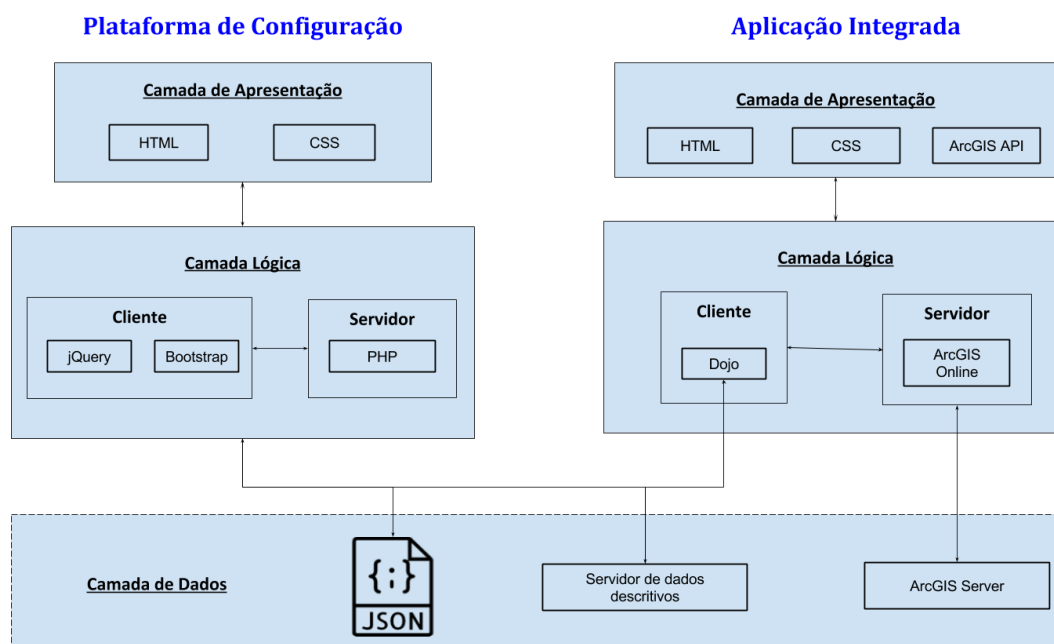 Plataforma de Configuração
Aplicação Integrada
Camada de Apresentação
HTML
CSS
Camada de Apresentação
HTML
CSS
ArcGIS API
Camada Lógica
Cliente
jQuery
Bootstrap
Servidor
PHP
Camada Lógica
Cliente
Dojo
Servidor
ArcGIS
Online
Camada de Dados
{;}
JSON
Servidor de dados
descritivos
ArcGIS Server